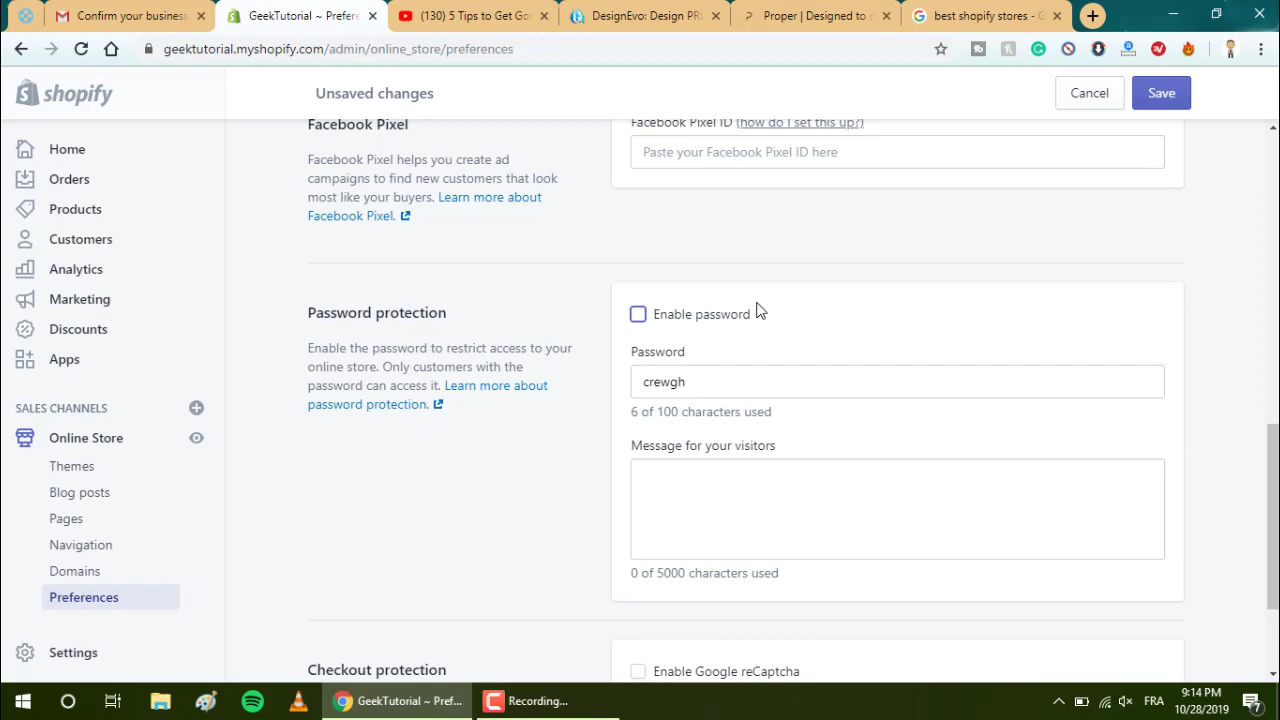 Confirm your business
GeekTutorial ~ Prefere
(130) 5 Tips to Get Go
DesignEvo: Design PR
Proper | Designed to c
best shopify stores - G
geektutorial.myshopify.com/admin/online_store/preferences
shopify
Unsaved changes
Cancel
Save
Home
Orders
Products
Customers
Analytics
Marketing
Discounts
Apps
SALES CHANNELS
Online Store
Themes
Blog posts
Pages
Navigation
Domains
Preferences
Settings
Facebook Pixel
Facebook Pixel helps you create ad
campaigns to find new customers that look
most like your buyers. Learn more about
Facebook Pixel.
Facebook Pixel ID (how do I set this up?)
Paste your Facebook Pixel ID here
Password protection
Enable the password to restrict access to your
online store. Only customers with the
password can access it. Learn more about
password protection.
Enable password
Password
crewgh
6 of 100 characters used
Message for your visitors
0 of 5000 characters used
Checkout protection
Enable Google reCaptcha
GeekTutorial ~ Pref...
Recording...
FRA
9:14 PM
10/28/2019
7